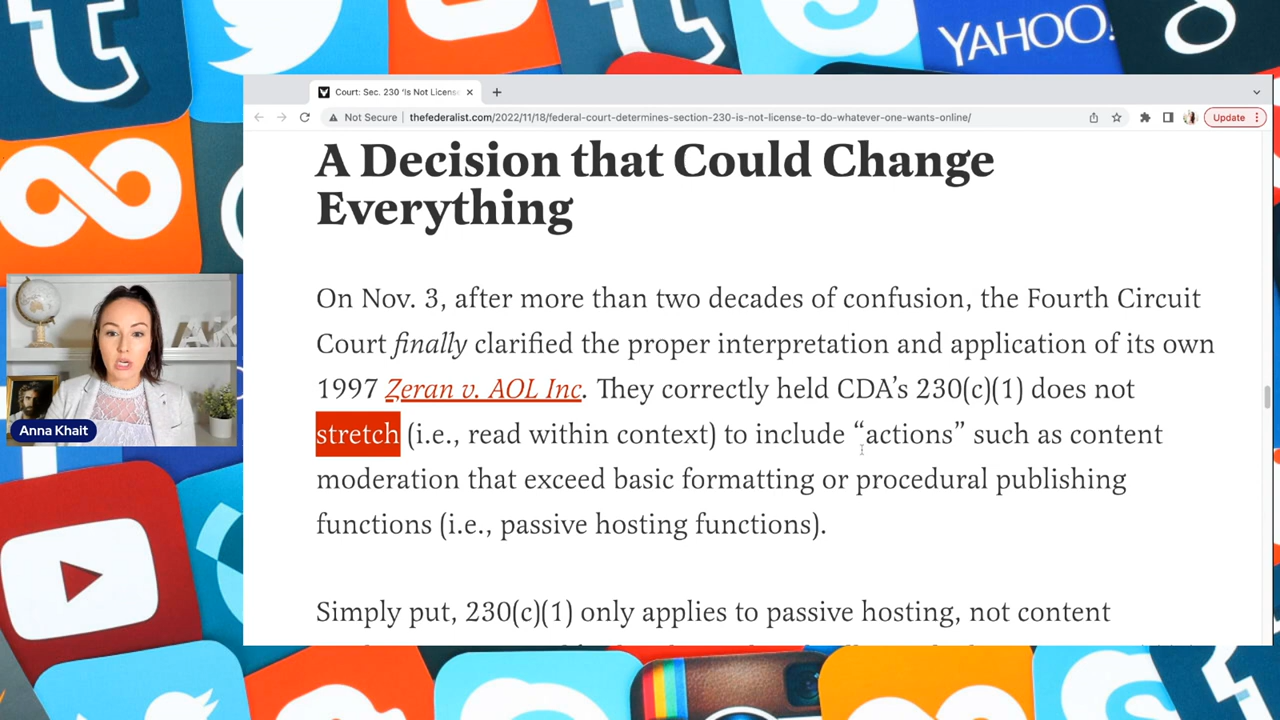 YAHOO!
Court: Sec. 230 'Is Not License
Not Secure
thefederalist.com/2022/11/18/federal-court-determines-section-230-is-not-license-to-do-whatever-one-wants-online/
Update
A Decision that Could Change
Everything
On Nov. 3, after more than two decades of confusion, the Fourth Circuit
Court finally clarified the proper interpretation and application of its own
1997 Zeran v. AOL Inc. They correctly held CDA’s 230(c)(1) does not
stretch (i.e., read within context) to include “actions” such as content
moderation that exceed basic formatting or procedural publishing
functions (i.e., passive hosting functions).
Simply put, 230(c)(1) only applies to passive hosting, not content
AK
Anna Khait